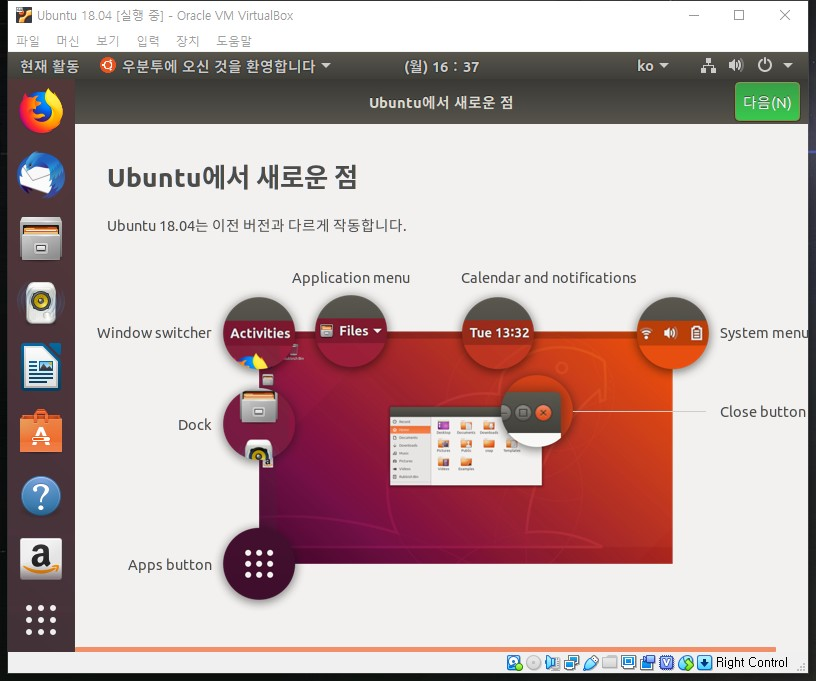 Ubuntu 18.04 [실행 중] - Oracle VM VirtualBox
파일 머신 보기 입력 장치 도움말
현재 활동 우분투에 오신 것을 환영합니다 (월) 16 : 37 ko
Ubuntu에서 새로운 점 다음(N)
Ubuntu에서 새로운 점
Ubuntu 18.04는 이전 버전과 다르게 작동합니다.
Application menu Calendar and notifications
Window switcher Activities Files Tue 13:32 System menu
Dock Close button
Apps button
Right Control